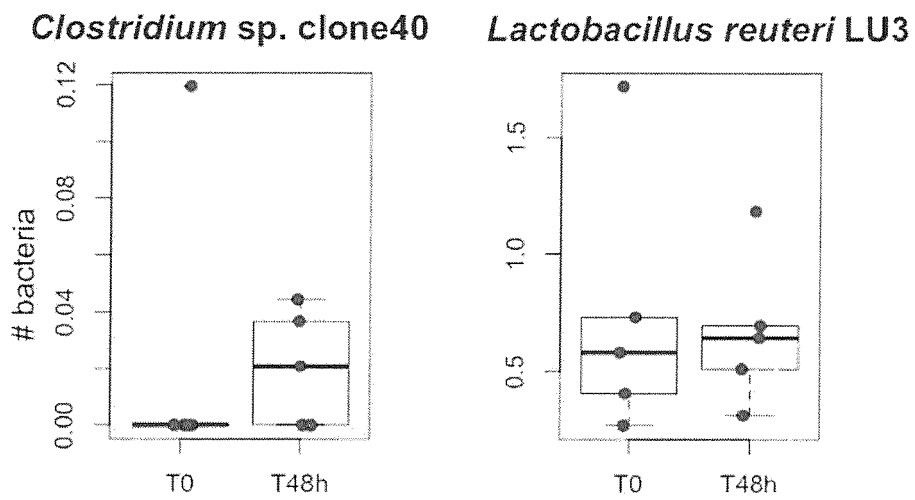 Clostridium sp. clone40
Lactobacillus reuteri LU3
# bacteria
0.12
0.08
0.04
0.00
T0
T48h
1.5
1.0
0.5
T0
T48h